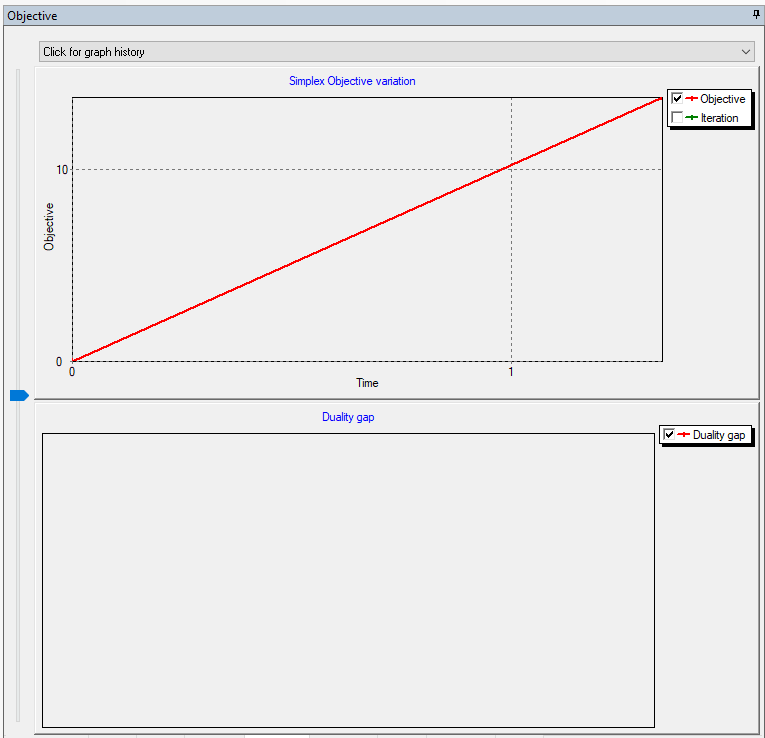 Objective
Click for graph history
Simplex Objective variation
Objective
Iteration
10
Objective
0
0
1
Time
Duality gap
Duality gap